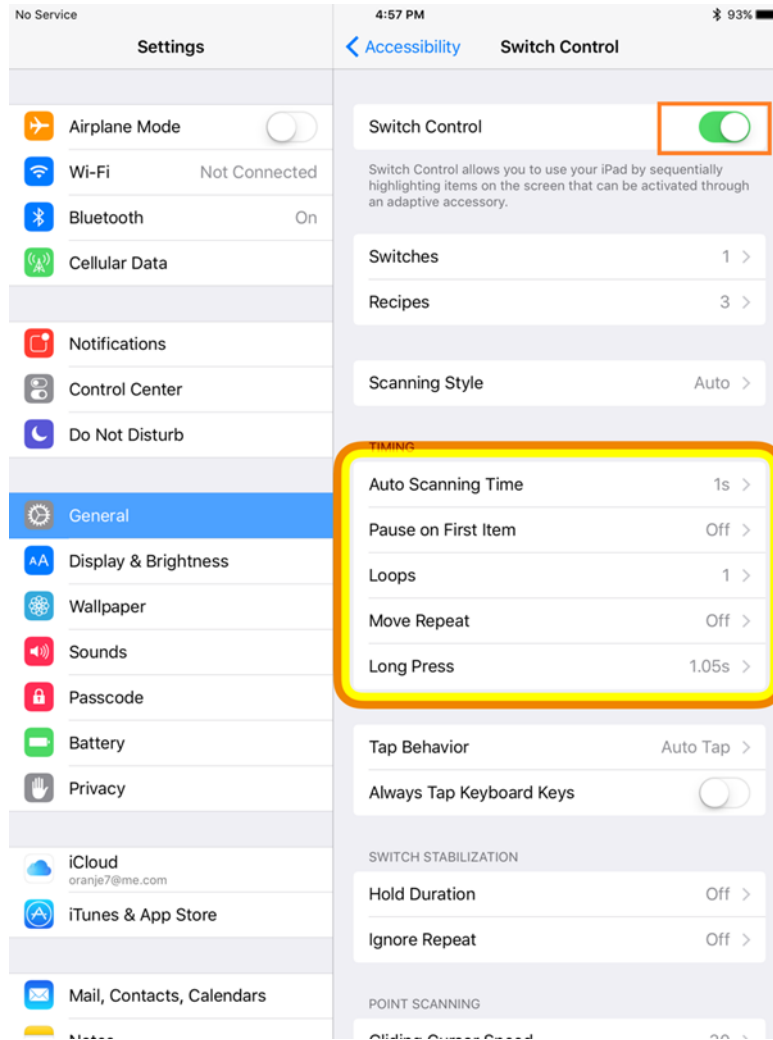 No Service
4:57 PM
93%
Settings
Accessibility
Switch Control
Airplane Mode
Wi-Fi
Not Connected
Bluetooth
On
Cellular Data
Notifications
Control Center
Do Not Disturb
General
Display & Brightness
Wallpaper
Sounds
Passcode
Battery
Privacy
iCloud
oranje7@me.com
iTunes & App Store
Mail, Contacts, Calendars
Notes
Switch Control
Switch Control allows you to use your iPad by sequentially
highlighting items on the screen that can be activated through
an adaptive accessory.
Switches
1
Recipes
3
Scanning Style
Auto
TIMING
Auto Scanning Time
1s
Pause on First Item
Off
Loops
1
Move Repeat
Off
Long Press
1.05s
Tap Behavior
Auto Tap
Always Tap Keyboard Keys
SWITCH STABILIZATION
Hold Duration
Off
Ignore Repeat
Off
POINT SCANNING
Gliding Cursor Speed
20